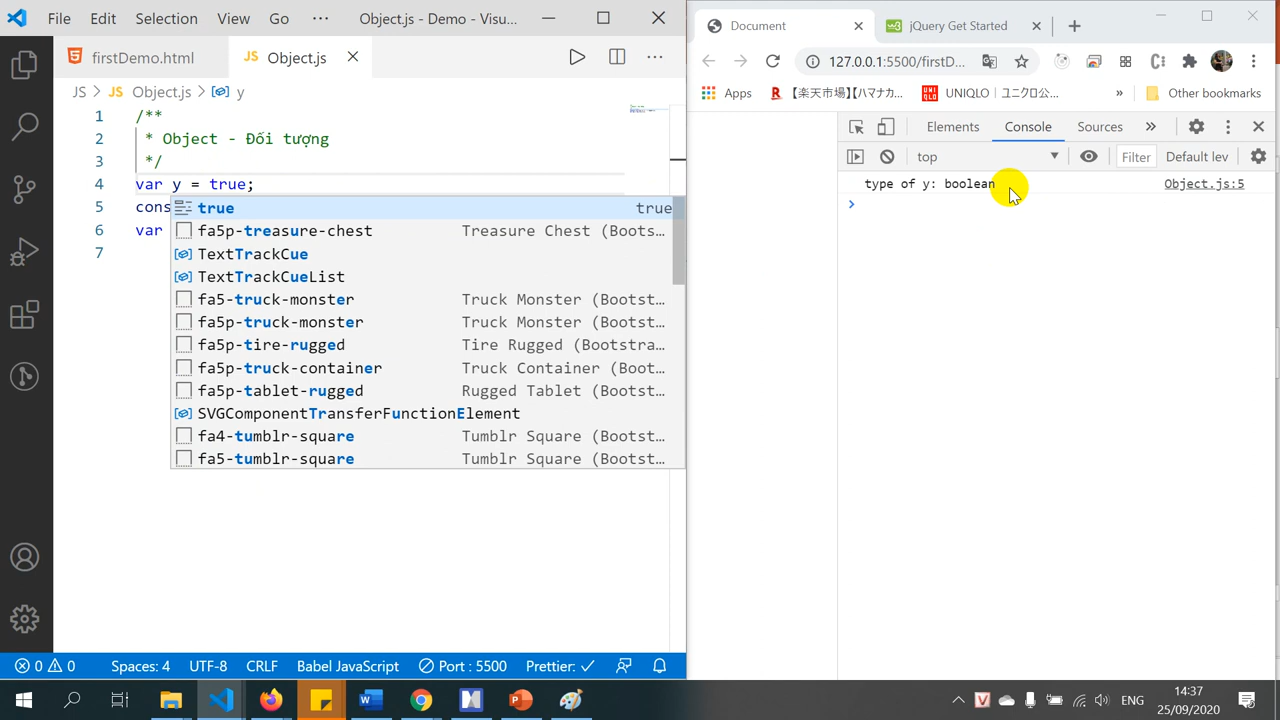 File Edit Selection View Go ··· Object.js - Demo - Visu...
firstDemo.html
JS Object.js
JS > JS Object.js > y
1 /**
2 * Object - Đối tượng
3 */
4 var y = true;
5 cons
6 var
7
true true
fa5p-treasure-chest Treasure Chest (Boots...
TextTrackCue
TextTrackCueList
fa5-truck-monster Truck Monster (Bootst...
fa5p-truck-monster Truck Monster (Bootst...
fa5p-tire-rugged Tire Rugged (Bootstra...
fa5p-truck-container Truck Container (Boot...
fa5p-tablet-rugged Rugged Tablet (Bootst...
SVGComponentTransferFunctionElement
fa4-tumblr-square Tumblr Square (Bootst...
fa5-tumblr-square Tumblr Square (Bootst...
0 0 Spaces: 4 UTF-8 CRLF Babel JavaScript Port : 5500 Prettier: ✓
Document
jQuery Get Started
127.0.0.1:5500/firstD...
Apps 【楽天市場】【ハマナカ... UNIQLO｜ユニクロ公... » Other bookmarks
Elements Console Sources »
top Filter Default lev
type of y: boolean Object.js:5
>
ENG
14:37
25/09/2020